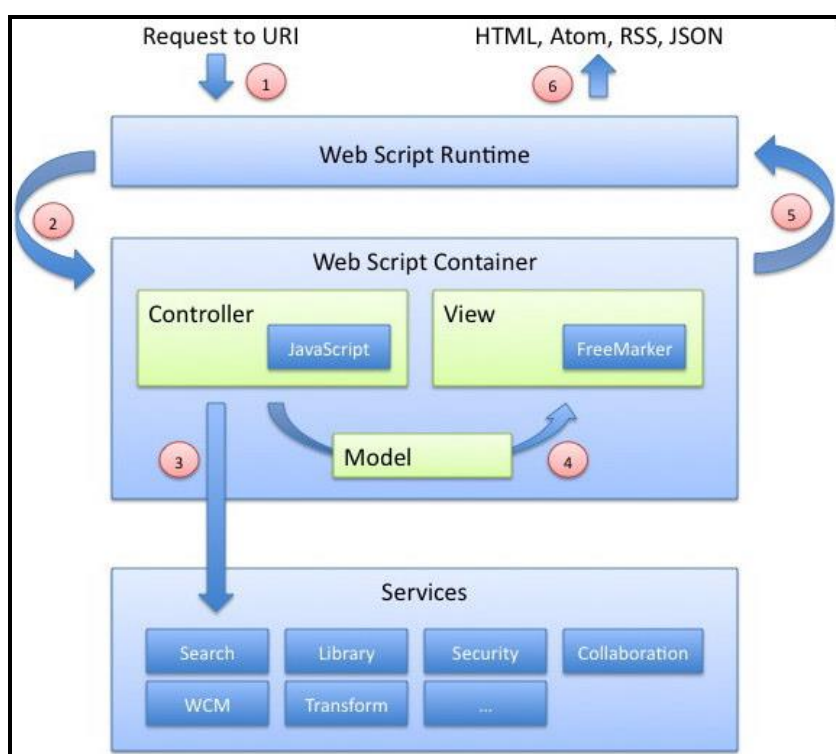 Request to URI
HTML, Atom, RSS, JSON
1
6
Web Script Runtime
2
5
Web Script Container
Controller
JavaScript
View
FreeMarker
3
Model
4
Services
Search
Library
Security
Collaboration
WCM
Transform
...